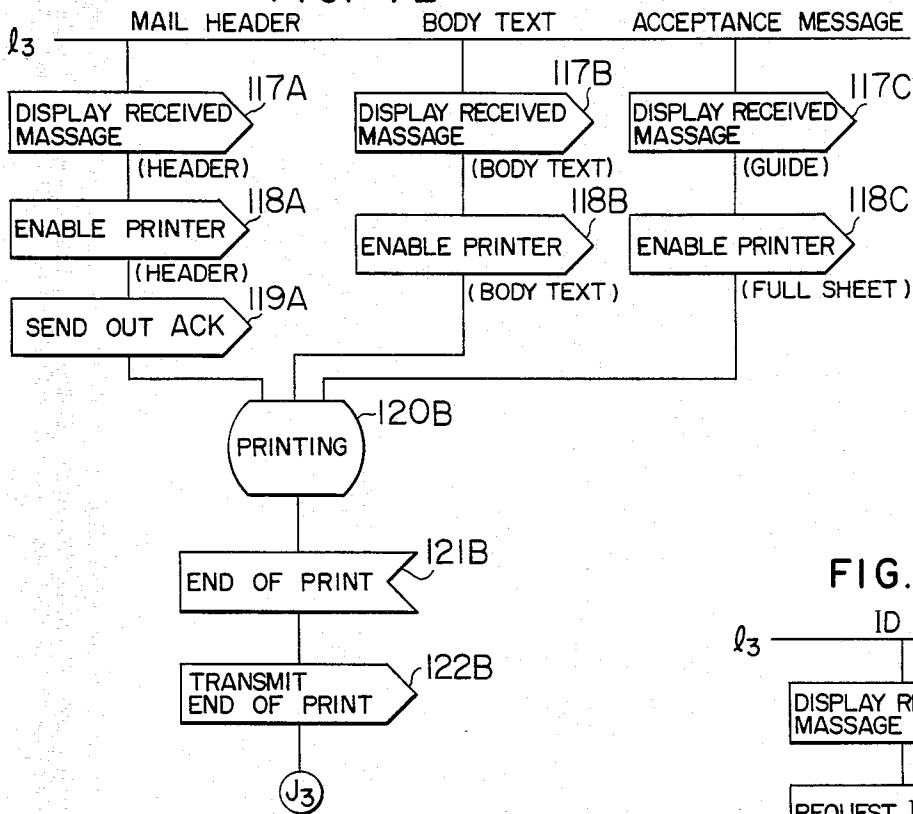 MAIL HEADER BODY TEXT ACCEPTANCE MESSAGE
ℓ3
117A 117B 117C
DISPLAY RECEIVED MASSAGE
(HEADER)
DISPLAY RECEIVED MASSAGE
(BODY TEXT)
DISPLAY RECEIVED MASSAGE
(GUIDE)
118A 118B 118C
ENABLE PRINTER
(HEADER)
ENABLE PRINTER
(BODY TEXT)
ENABLE PRINTER
(FULL SHEET)
119A
SEND OUT ACK
120B
PRINTING
121B
END OF PRINT
122B
TRANSMIT
END OF PRINT
J3
FIG.
ℓ3 ID
DISPLAY
MASSAGE
REQUEST